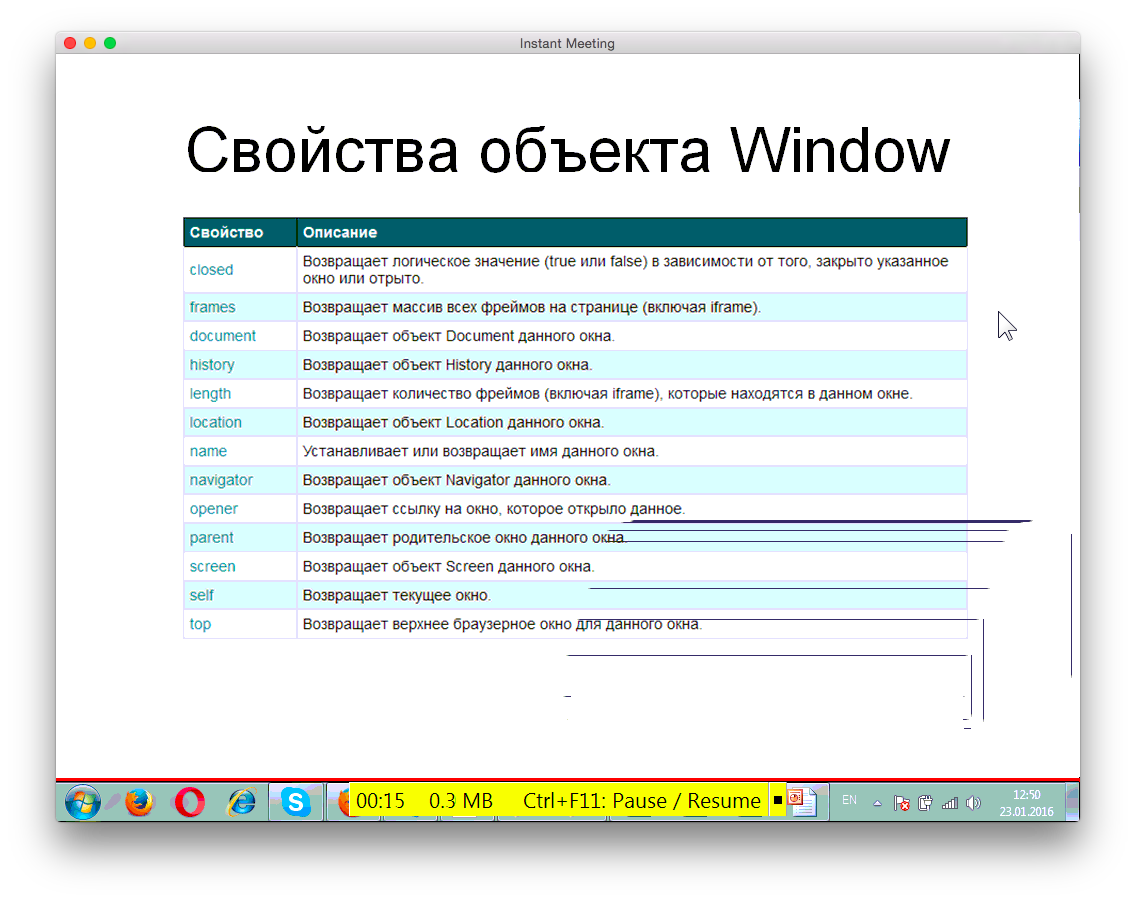 Instant Meeting
Свойства объекта Window
Свойство Описание
closed Возвращает логическое значение (true или false) в зависимости от того, закрыто указанное
окно или отрыто.
frames Возвращает массив всех фреймов на странице (включая iframe).
document Возвращает объект Document данного окна.
history Возвращает объект History данного окна.
length Возвращает количество фреймов (включая iframe), которые находятся в данном окне.
location Возвращает объект Location данного окна.
name Устанавливает или возвращает имя данного окна.
navigator Возвращает объект Navigator данного окна.
opener Возвращает ссылку на окно, которое открыло данное.
parent Возвращает родительское окно данного окна.
screen Возвращает объект Screen данного окна.
self Возвращает текущее окно.
top Возвращает верхнее браузерное окно для данного окна.
00:15 0.3 MB Ctrl+F11: Pause / Resume
EN
12:50
23.01.2016